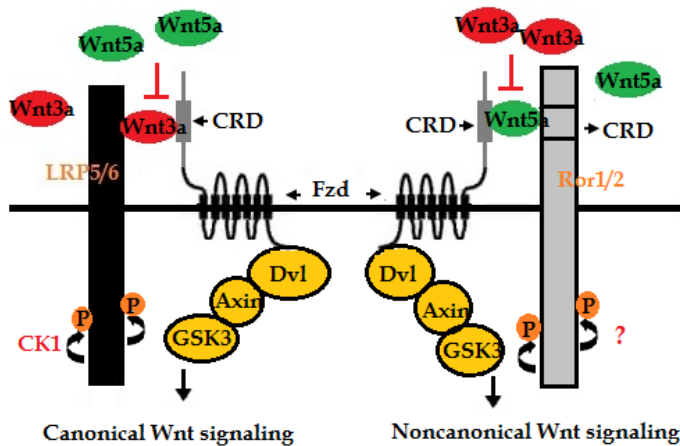 Wnt5a
Wnt5a
Wnt3a
Wnt3a
CRD
LRP5/6
Fzd
Dvl
Axin
GSK3
P
P
CK1
Canonical Wnt signaling
Wnt3a
Wnt3a
Wnt5a
Wnt5a
CRD
CRD
Ror1/2
Dvl
Axin
GSK3
P
P
?
Noncanonical Wnt signaling